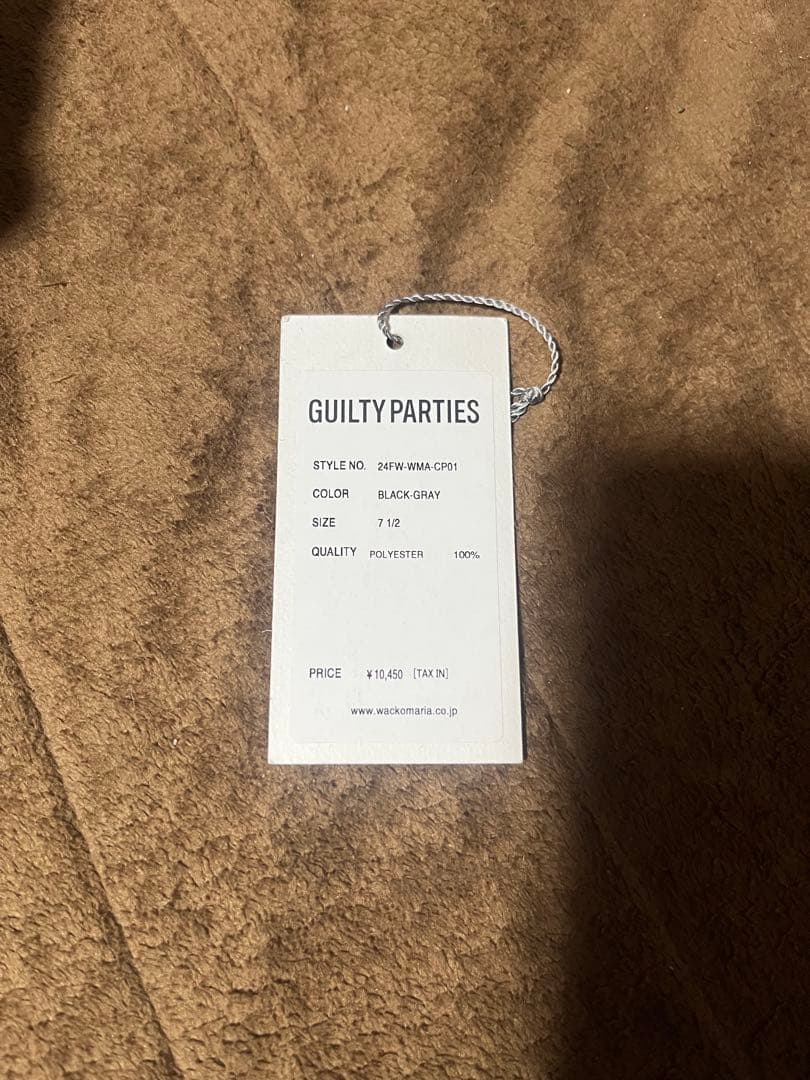 GUILTY PARTIES
STYLE NO. 24FW-WMA-CP01
COLOR BLACK-GRAY
SIZE 7 1/2
QUALITY POLYESTER 100%
PRICE ¥10,450 [TAX IN]
www.wackomaria.co.jp